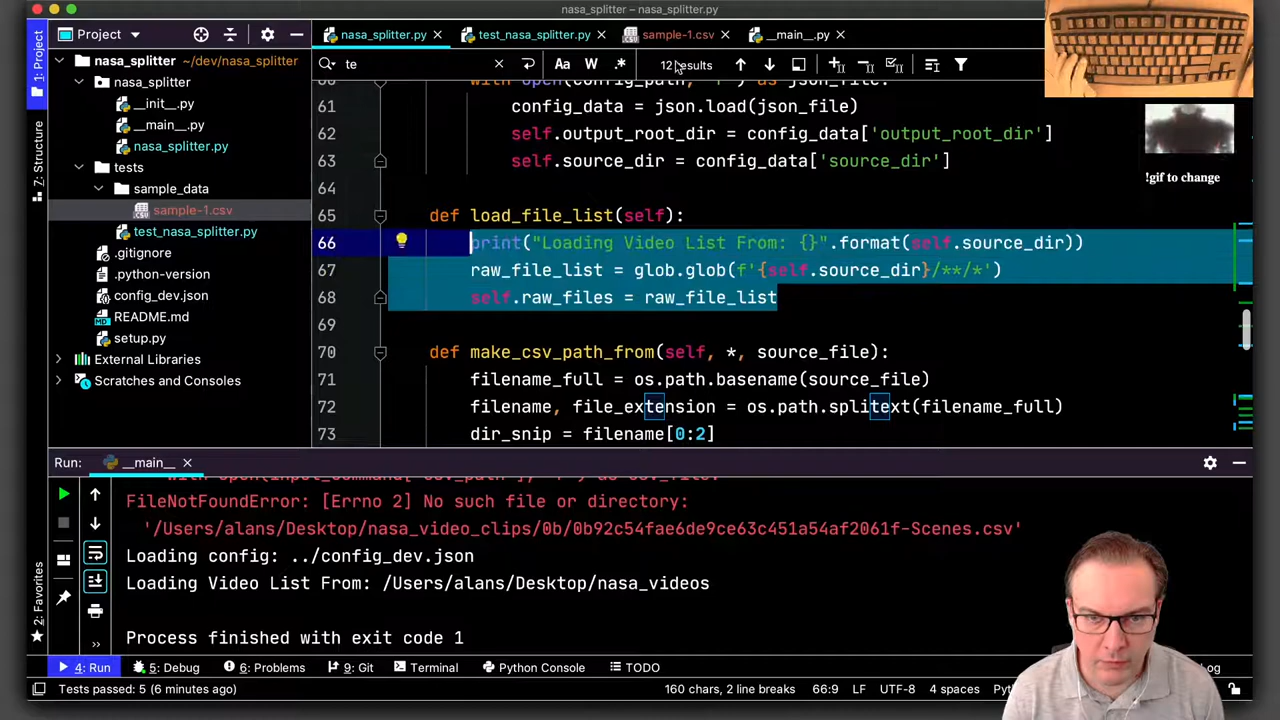 nasa_splitter – nasa_splitter.py
Project
nasa_splitter.py
test_nasa_splitter.py
sample-1.csv
__main__.py
1: Project
nasa_splitter ~/dev/nasa_splitter
nasa_splitter
__init__.py
__main__.py
nasa_splitter.py
tests
sample_data
sample-1.csv
test_nasa_splitter.py
.gitignore
.python-version
config_dev.json
README.md
setup.py
External Libraries
Scratches and Consoles
7: Structure
2: Favorites
te
Aa W .*
12 results
61 config_data = json.load(json_file)
62 self.output_root_dir = config_data['output_root_dir']
63 self.source_dir = config_data['source_dir']
64
65 def load_file_list(self):
66 print("Loading Video List From: {}".format(self.source_dir))
67 raw_file_list = glob.glob(f'{self.source_dir}/**/*')
68 self.raw_files = raw_file_list
69
70 def make_csv_path_from(self, *, source_file):
71 filename_full = os.path.basename(source_file)
72 filename, file_extension = os.path.splitext(filename_full)
73 dir_snip = filename[0:2]
!gif to change
Run: __main__
FileNotFoundError: [Errno 2] No such file or directory:
'/Users/alans/Desktop/nasa_video_clips/0b/0b92c54fae6de9ce63c451a54af2061f-Scenes.csv'
Loading config: ../config_dev.json
Loading Video List From: /Users/alans/Desktop/nasa_videos
Process finished with exit code 1
4: Run 5: Debug 6: Problems 9: Git Terminal Python Console TODO
Tests passed: 5 (6 minutes ago) 160 chars, 2 line breaks 66:9 LF UTF-8 4 spaces